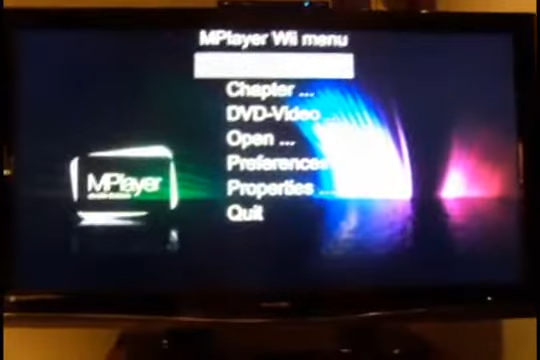 MPlayer Wii menu
Chapter ...
DVD-Video
Open ...
Preferences
Properties ...
MPlayer
Quit